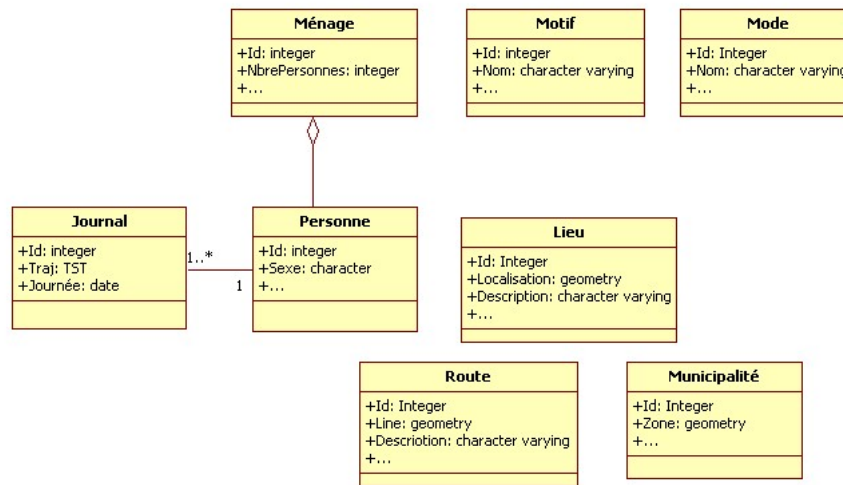 Ménage
+Id: integer
+NbrePersonnes: integer
+...
Motif
+Id: integer
+Nom: character varying
+...
Mode
+Id: Integer
+Nom: character varying
+...
Journal
+Id: integer
+Traj: TST
+Journée: date
1..*
1
Personne
+Id: integer
+Sexe: character
+...
Lieu
+Id: Integer
+Localisation: geometry
+Description: character varying
+...
Route
+Id: Integer
+Line: geometry
+Descriotion: character varying
+...
Municipalité
+Id: Integer
+Zone: geometry
+...